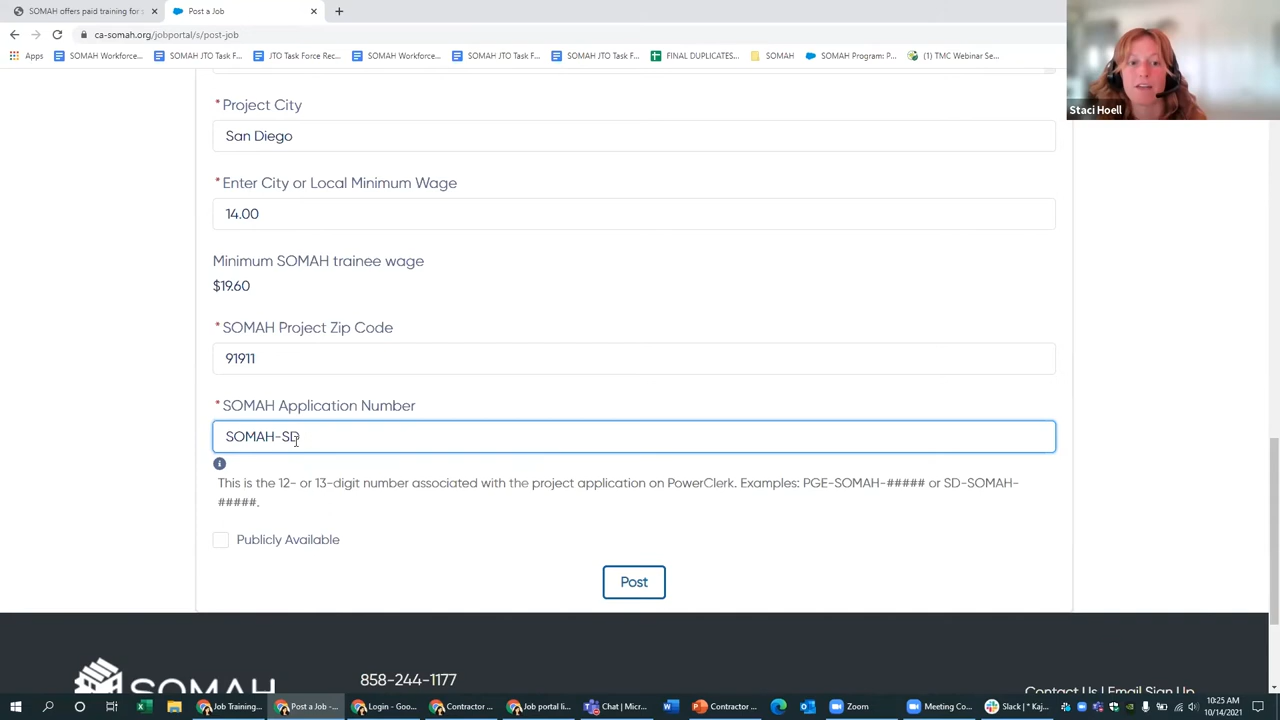 SOMAH offers paid training for s
Post a Job
ca-somah.org/jobportal/s/post-job
Apps
SOMAH Workforce...
SOMAH JTO Task F...
JTO Task Force Rec...
SOMAH Workforce...
SOMAH JTO Task F...
SOMAH JTO Task F...
FINAL DUPLICATES...
SOMAH
SOMAH Program: P...
(1) TMC Webinar Se...
Staci Hoell
* Project City
San Diego
* Enter City or Local Minimum Wage
14.00
Minimum SOMAH trainee wage
$19.60
* SOMAH Project Zip Code
91911
* SOMAH Application Number
SOMAH-SD
This is the 12- or 13-digit number associated with the project application on PowerClerk. Examples: PGE-SOMAH-##### or SD-SOMAH-
#####.
Publicly Available
Post
SOMAH
858-244-1177
Contact Us | Email Sign Up
Job Training...
Post a Job -...
Login - Goo...
Contractor ...
Job portal li...
Chat | Micr...
Contractor ...
Zoom
Meeting Co...
Slack | * Kaj...
10:25 AM
10/14/2021